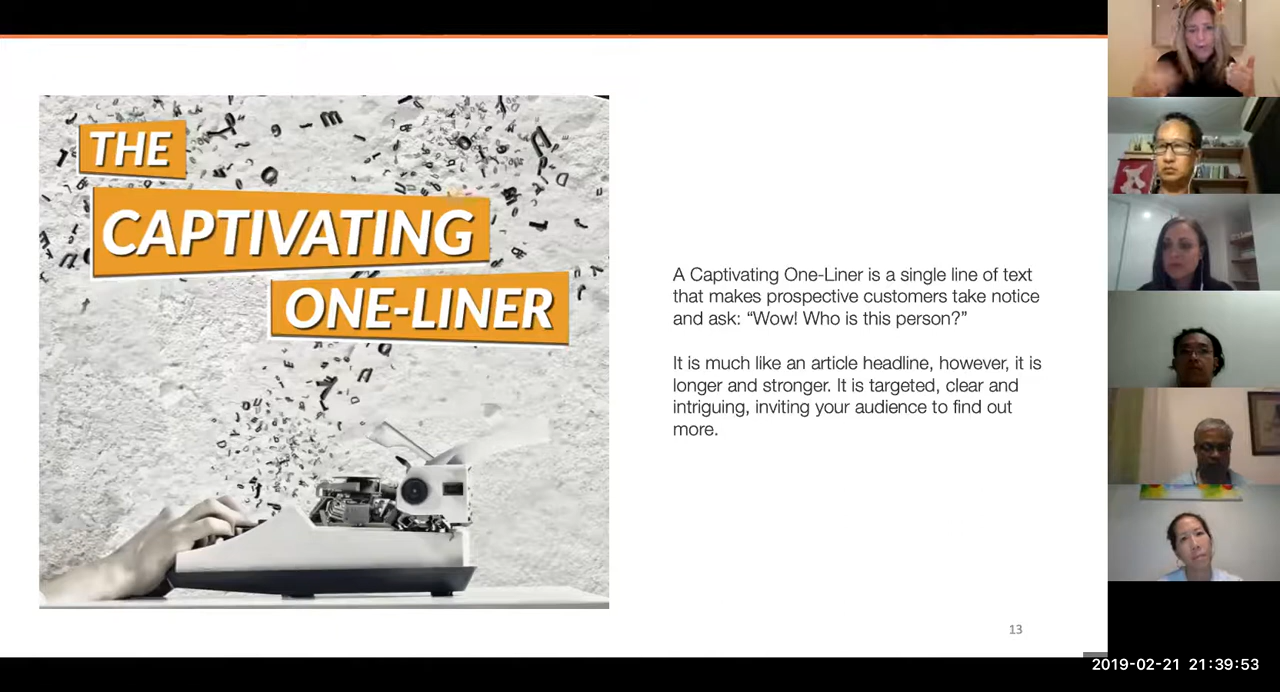 THE
CAPTIVATING
ONE-LINER
A Captivating One-Liner is a single line of text
that makes prospective customers take notice
and ask: “Wow! Who is this person?”
It is much like an article headline, however, it is
longer and stronger. It is targeted, clear and
intriguing, inviting your audience to find out
more.
13
2019-02-21 21:39:53